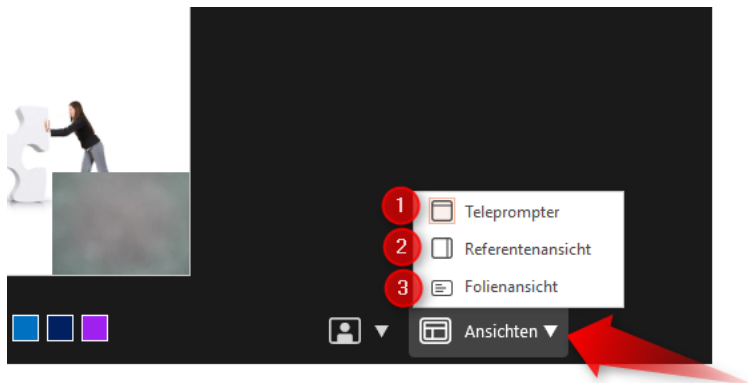 1 Teleprompter
2 Referentenansicht
3 Folienansicht
Ansichten